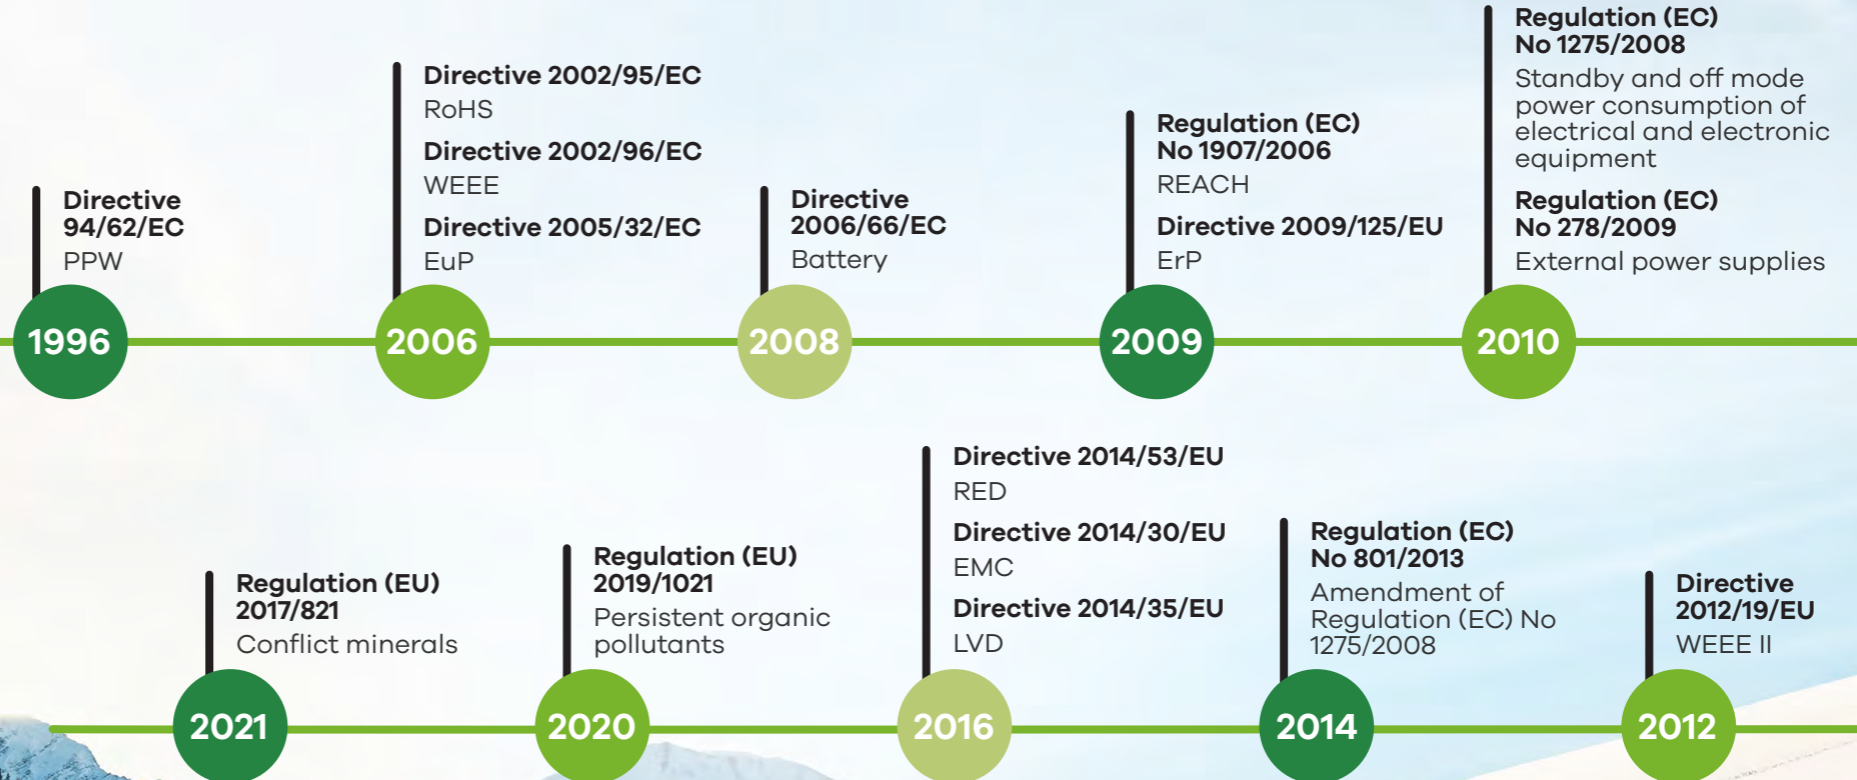 Directive
94/62/EC
PPW
1996
Directive 2002/95/EC
RoHS
Directive 2002/96/EC
WEEE
Directive 2005/32/EC
EuP
2006
Directive
2006/66/EC
Battery
2008
Regulation (EC)
No 1907/2006
REACH
Directive 2009/125/EU
ErP
2009
Regulation (EC)
No 1275/2008
Standby and off mode
power consumption of
electrical and electronic
equipment
Regulation (EC)
No 278/2009
External power supplies
2010
Regulation (EU)
2017/821
Conflict minerals
2021
Regulation (EU)
2019/1021
Persistent organic
pollutants
2020
Directive 2014/53/EU
RED
Directive 2014/30/EU
EMC
Directive 2014/35/EU
LVD
2016
Regulation (EC)
No 801/2013
Amendment of
Regulation (EC) No
1275/2008
2014
Directive
2012/19/EU
WEEE II
2012